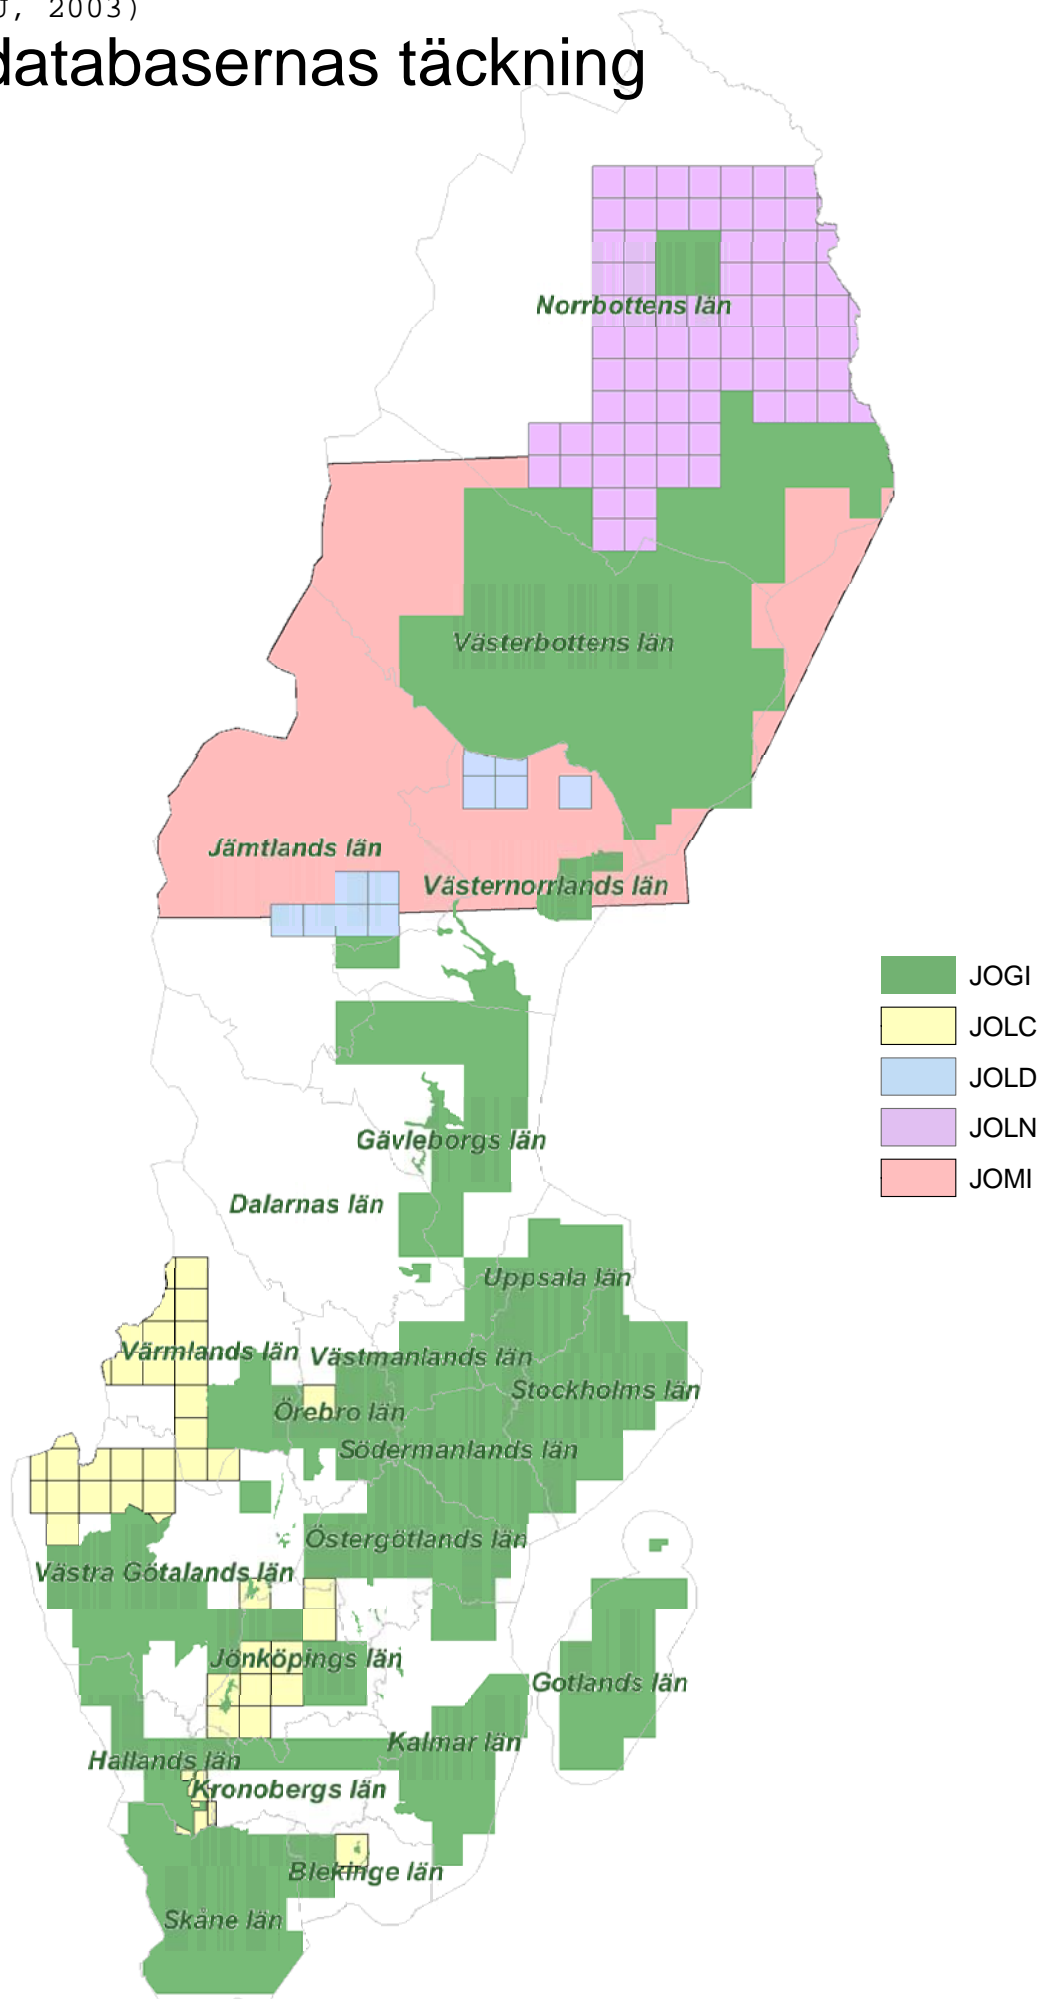 , 2003)
databasernas täckning
Norrbottens län
Västerbottens län
Jämtlands län
Västernorrlands län
JOGI
JOLC
JOLD
JOLN
JOMI
Gävleborgs län
Dalarnas län
Uppsala län
Värmlands län
Västmanlands län
Stockholms län
Örebro län
Södermanlands län
Östergötlands län
Västra Götalands län
Jönköpings län
Gotlands län
Kalmar län
Hallands län
Kronobergs län
Blekinge län
Skåne län